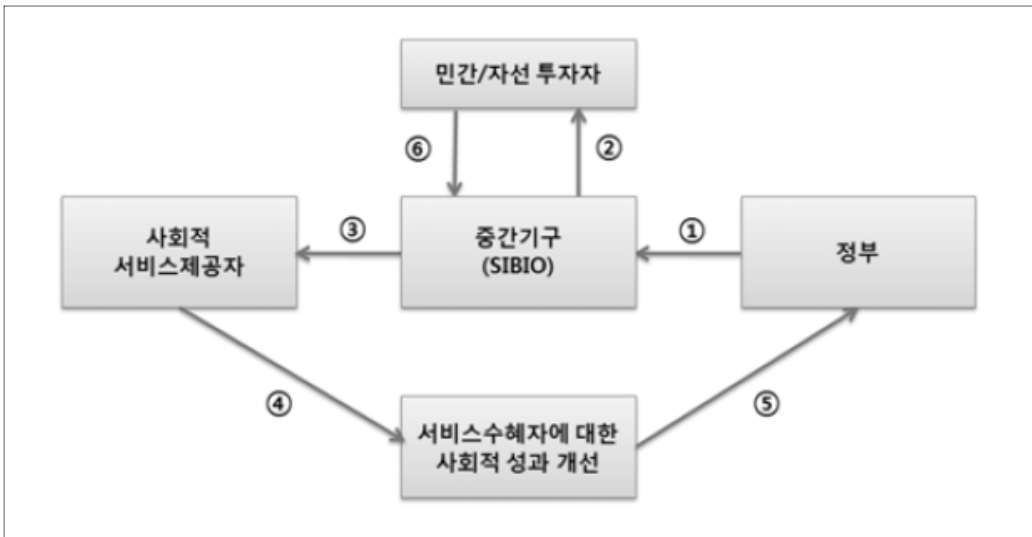 민간/자선 투자자
⑥
②
사회적
서비스제공자
③
중간기구
(SIBIO)
①
정부
④
서비스수혜자에 대한
사회적 성과 개선
⑤